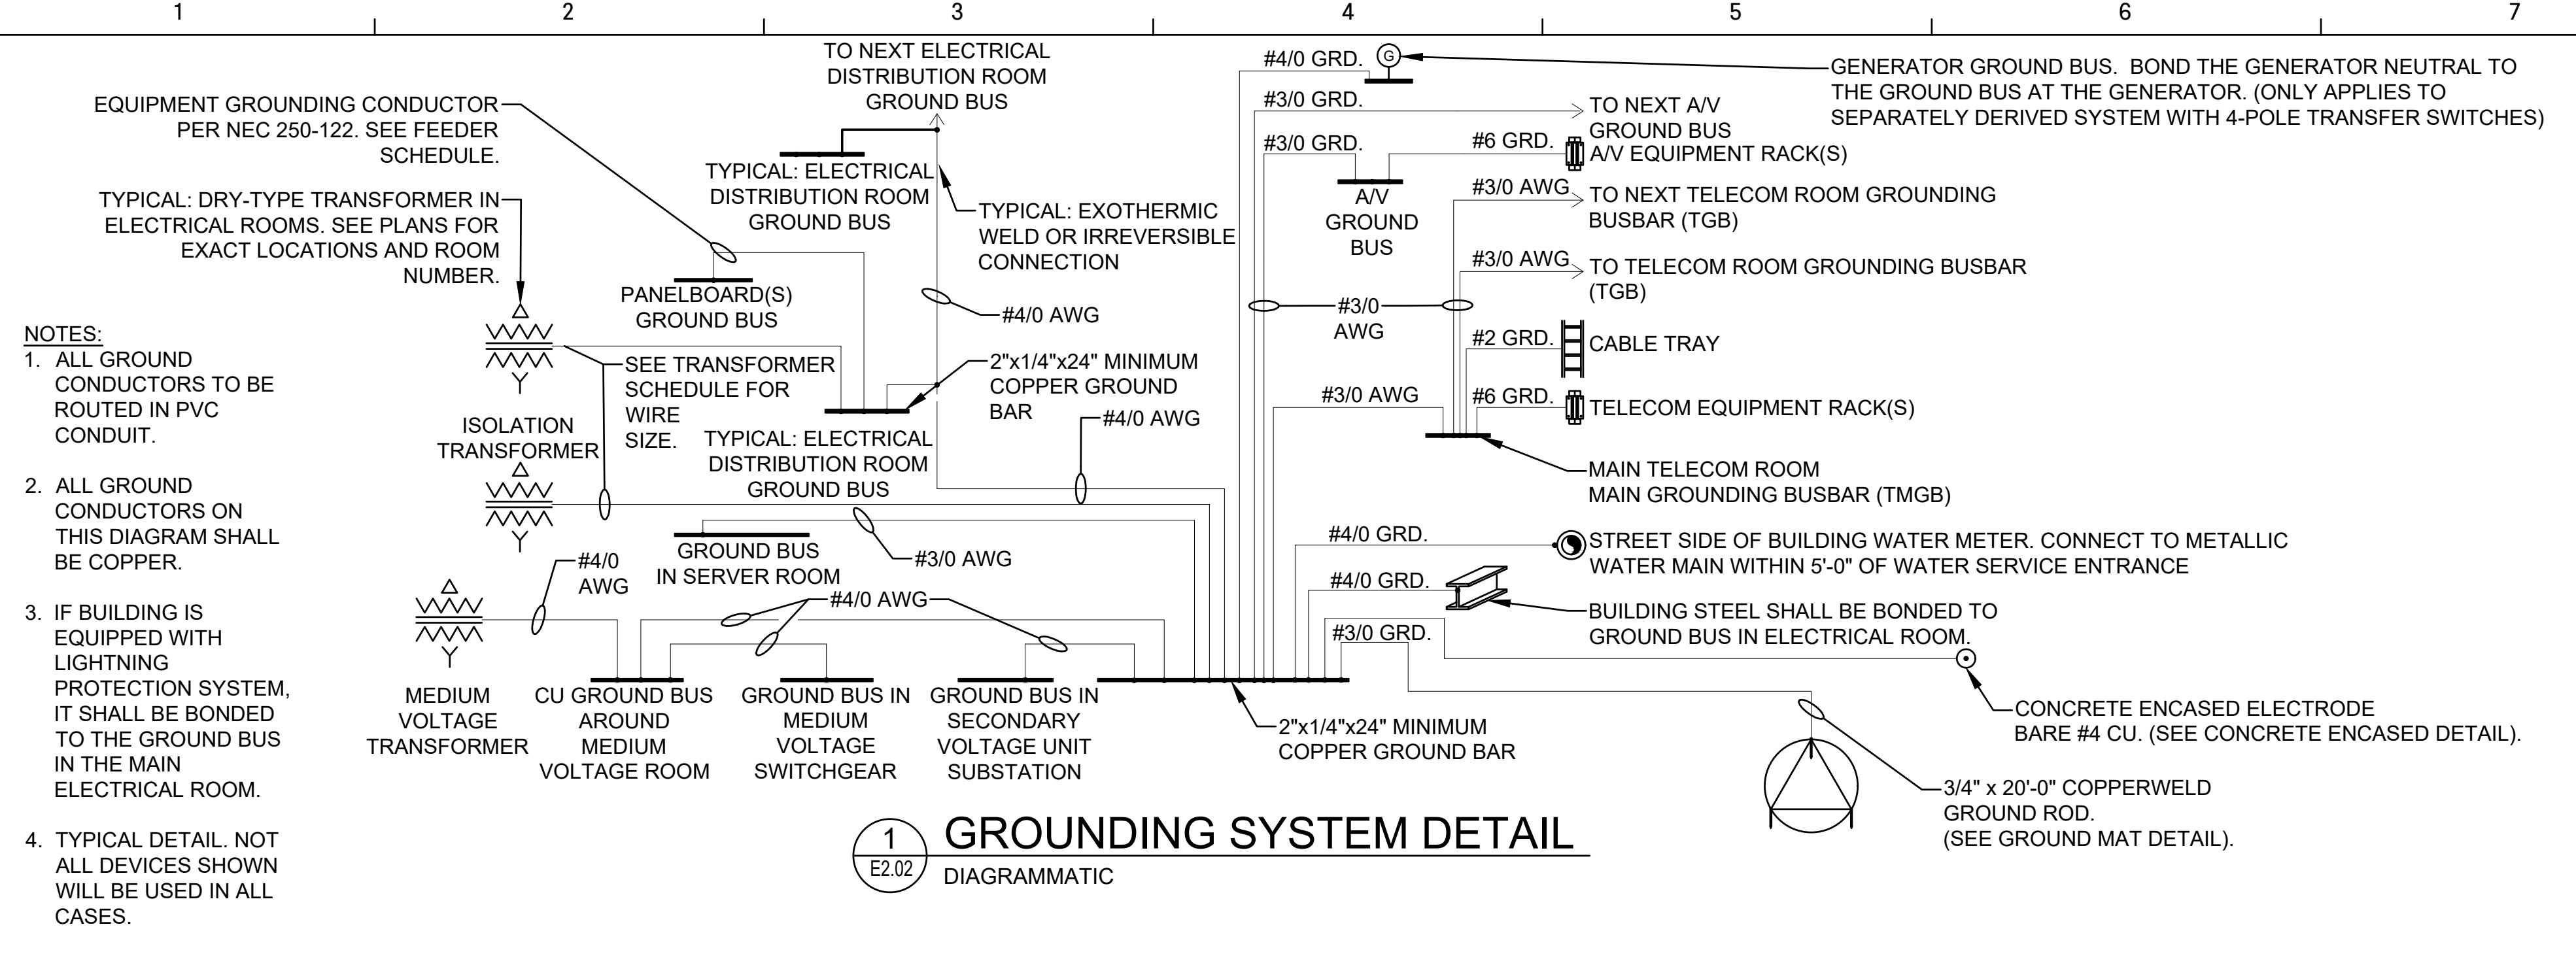 1 2 3 4 5 6 7
TO NEXT ELECTRICAL
DISTRIBUTION ROOM
GROUND BUS
EQUIPMENT GROUNDING CONDUCTOR
PER NEC 250-122. SEE FEEDER
SCHEDULE.
TYPICAL: DRY-TYPE TRANSFORMER IN
ELECTRICAL ROOMS. SEE PLANS FOR
EXACT LOCATIONS AND ROOM
NUMBER.
TYPICAL: ELECTRICAL
DISTRIBUTION ROOM
GROUND BUS
TYPICAL: EXOTHERMIC
WELD OR IRREVERSIBLE
CONNECTION
PANELBOARD(S)
GROUND BUS
#4/0 AWG
NOTES:
1. ALL GROUND
CONDUCTORS TO BE
ROUTED IN PVC
CONDUIT.
2. ALL GROUND
CONDUCTORS ON
THIS DIAGRAM SHALL
BE COPPER.
3. IF BUILDING IS
EQUIPPED WITH
LIGHTNING
PROTECTION SYSTEM,
IT SHALL BE BONDED
TO THE GROUND BUS
IN THE MAIN
ELECTRICAL ROOM.
4. TYPICAL DETAIL. NOT
ALL DEVICES SHOWN
WILL BE USED IN ALL
CASES.
SEE TRANSFORMER
SCHEDULE FOR
WIRE
SIZE.
2"x1/4"x24" MINIMUM
COPPER GROUND
BAR
#4/0 AWG
ISOLATION
TRANSFORMER
TYPICAL: ELECTRICAL
DISTRIBUTION ROOM
GROUND BUS
GROUND BUS
IN SERVER ROOM
#3/0 AWG
#4/0
AWG
#4/0 AWG
MEDIUM
VOLTAGE
TRANSFORMER
CU GROUND BUS
AROUND
MEDIUM
VOLTAGE ROOM
GROUND BUS IN
MEDIUM
VOLTAGE
SWITCHGEAR
GROUND BUS IN
SECONDARY
VOLTAGE UNIT
SUBSTATION
2"x1/4"x24" MINIMUM
COPPER GROUND BAR
#4/0 GRD.
G
GENERATOR GROUND BUS. BOND THE GENERATOR NEUTRAL TO
THE GROUND BUS AT THE GENERATOR. (ONLY APPLIES TO
SEPARATELY DERIVED SYSTEM WITH 4-POLE TRANSFER SWITCHES)
#3/0 GRD.
TO NEXT A/V
GROUND BUS
#3/0 GRD.
#6 GRD.
A/V EQUIPMENT RACK(S)
A/V
GROUND
BUS
#3/0 AWG
TO NEXT TELECOM ROOM GROUNDING
BUSBAR (TGB)
#3/0 AWG
TO TELECOM ROOM GROUNDING BUSBAR
(TGB)
#3/0
AWG
#2 GRD.
CABLE TRAY
#3/0 AWG
#6 GRD.
TELECOM EQUIPMENT RACK(S)
MAIN TELECOM ROOM
MAIN GROUNDING BUSBAR (TMGB)
#4/0 GRD.
STREET SIDE OF BUILDING WATER METER. CONNECT TO METALLIC
WATER MAIN WITHIN 5'-0" OF WATER SERVICE ENTRANCE
#4/0 GRD.
BUILDING STEEL SHALL BE BONDED TO
GROUND BUS IN ELECTRICAL ROOM.
#3/0 GRD.
CONCRETE ENCASED ELECTRODE
BARE #4 CU. (SEE CONCRETE ENCASED DETAIL).
3/4" x 20'-0" COPPERWELD
GROUND ROD.
(SEE GROUND MAT DETAIL).
1
E2.02
GROUNDING SYSTEM DETAIL
DIAGRAMMATIC